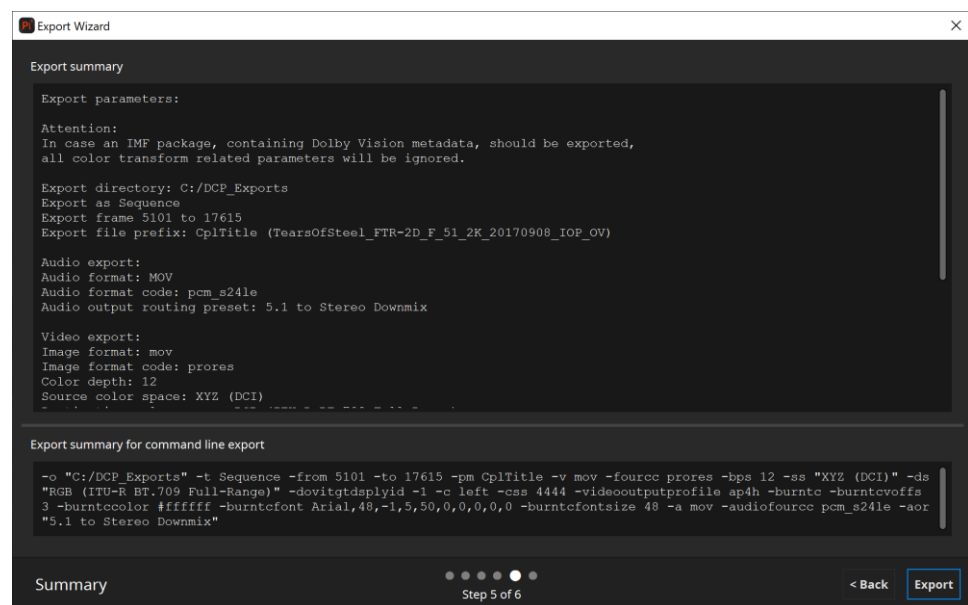 Pi Export Wizard
Export summary
Export parameters:
Attention:
In case an IMF package, containing Dolby Vision metadata, should be exported,
all color transform related parameters will be ignored.
Export directory: C:/DCP_Exports
Export as Sequence
Export frame 5101 to 17615
Export file prefix: CplTitle (TearsOfSteel_FTR-2D_F_51_2K_20170908_IOP_OV)
Audio export:
Audio format: MOV
Audio format code: pcm_s24le
Audio output routing preset: 5.1 to Stereo Downmix
Video export:
Image format: mov
Image format code: prores
Color depth: 12
Source color space: XYZ (DCI)
Export summary for command line export
-o "C:/DCP_Exports" -t Sequence -from 5101 -to 17615 -pm CplTitle -v mov -fourcc prores -bps 12 -ss "XYZ (DCI)" -ds
"RGB (ITU-R BT.709 Full-Range)" -dovitgtdsplyid -1 -c left -css 4444 -videooutputprofile ap4h -burntc -burntcvoffs
3 -burntccolor #ffffff -burntcfont Arial,48,-1,5,50,0,0,0,0,0 -burntcfontsize 48 -a mov -audiofourcc pcm_s24le -aor
"5.1 to Stereo Downmix"
Summary
Step 5 of 6
< Back
Export